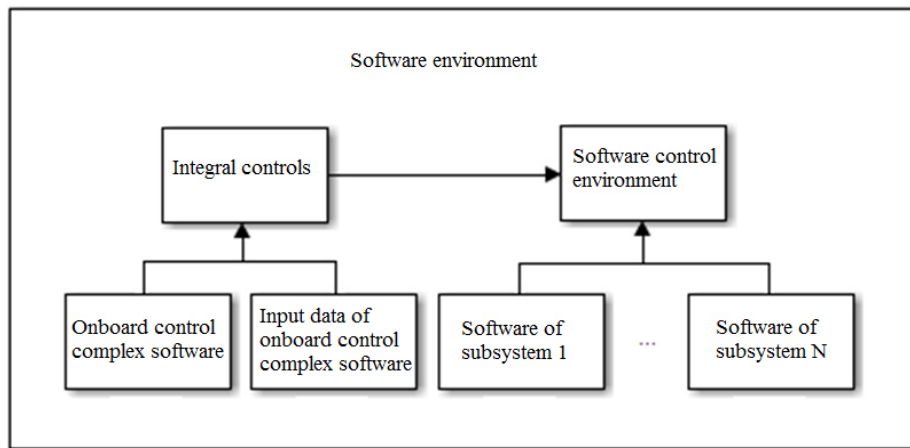 Software environment
Integral controls
Software control
environment
Onboard control
complex software
Input data of
onboard control
complex software
Software of
subsystem 1
...
Software of
subsystem N